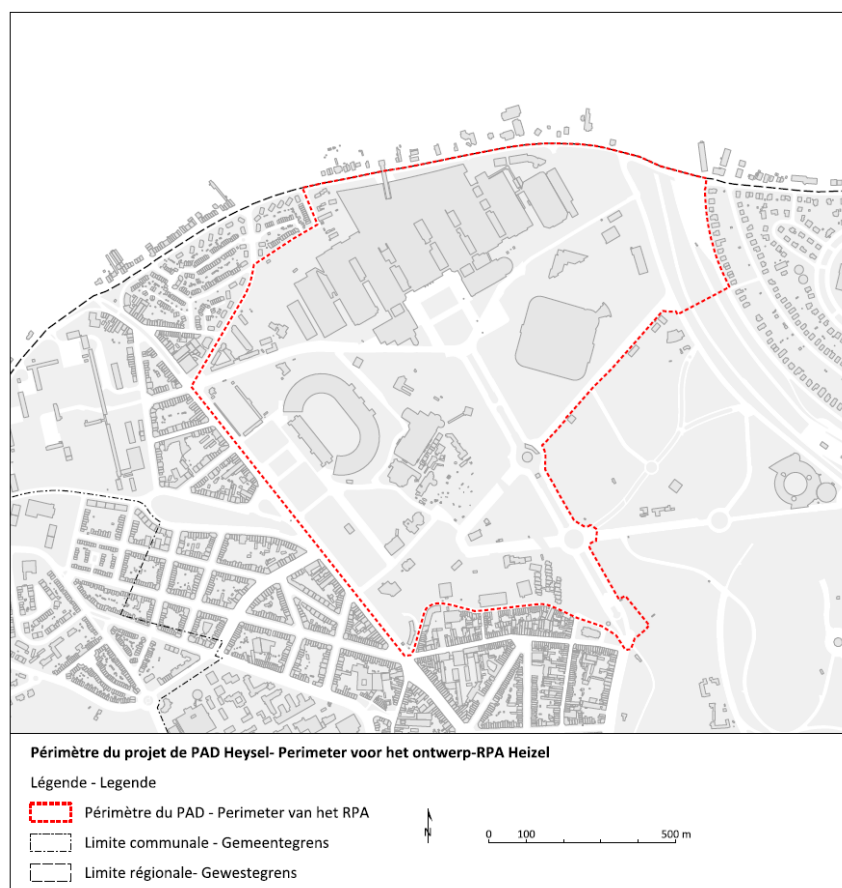 Périmètre du projet de PAD Heysel- Perimeter voor het ontwerp-RPA Heizel
Légende - Legende
Périmètre du PAD - Perimeter van het RPA
Limite communale - Gemeentegrens
Limite régionale- Gewestegrens
N
0 100 500 m